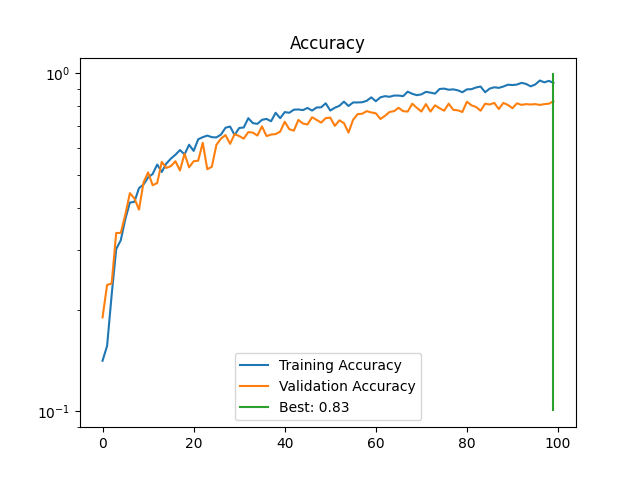 Accuracy
10⁰
10⁻¹
0 20 40 60 80 100
Training Accuracy
Validation Accuracy
Best: 0.83